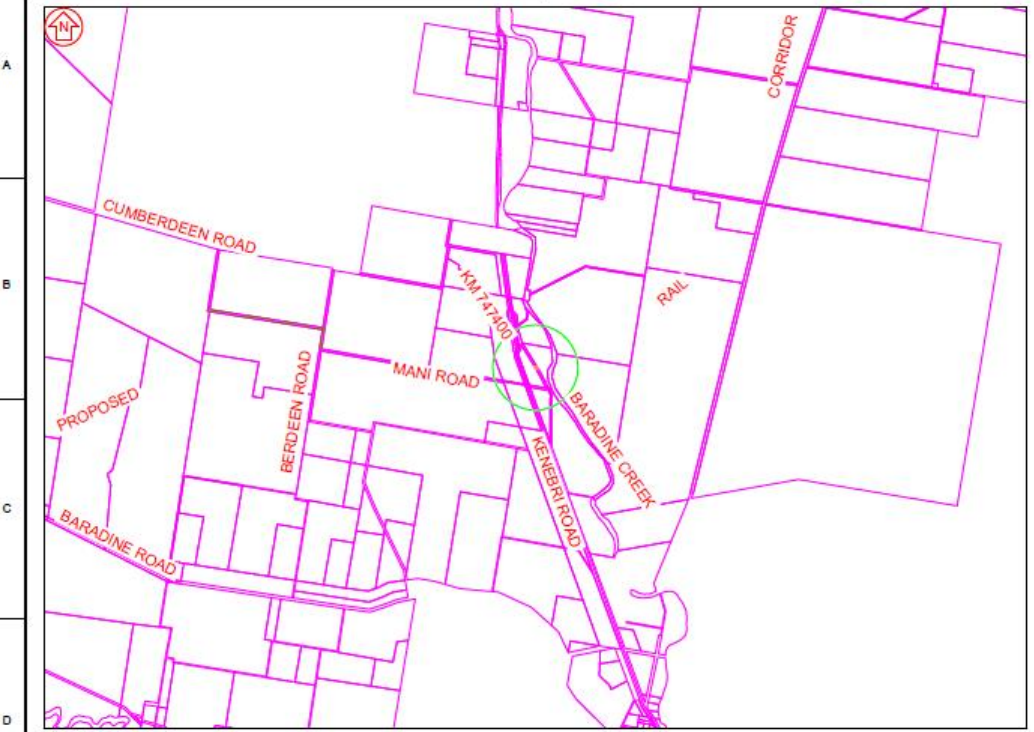 N
A
CORRIDOR
CUMBERDEEN ROAD
B
KM 747400
RAIL
MANI ROAD
PROPOSED
BERDEEN ROAD
BARADINE CREEK
KENEBRI ROAD
C
BARADINE ROAD
D